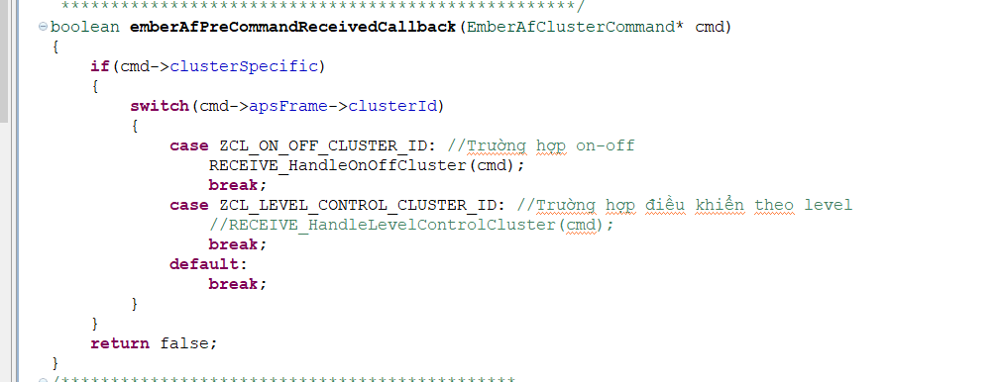 ****************************************************/
boolean emberAfPreCommandReceivedCallback(EmberAfClusterCommand* cmd)
{
    if(cmd->clusterSpecific)
    {
        switch(cmd->apsFrame->clusterId)
        {
            case ZCL_ON_OFF_CLUSTER_ID: //Trường hợp on-off
                RECEIVE_HandleOnOffCluster(cmd);
                break;
            case ZCL_LEVEL_CONTROL_CLUSTER_ID: //Trường hợp điều khiển theo level
                //RECEIVE_HandleLevelControlCluster(cmd);
                break;
            default:
                break;
        }
    }
    return false;
}
/**********************************************